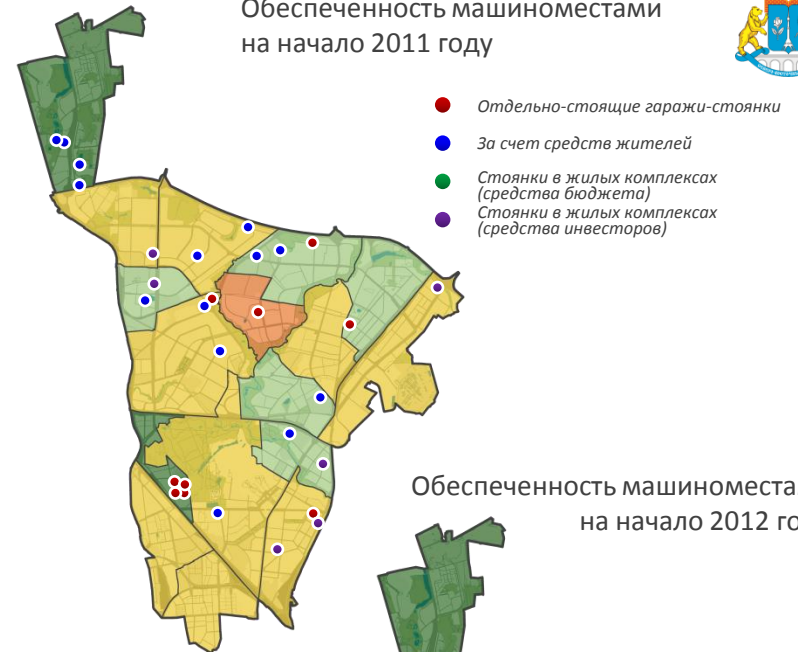 Обеспеченность машиноместами
на начало 2011 году
Отдельно-стоящие гаражи-стоянки
За счет средств жителей
Стоянки в жилых комплексах
(средства бюджета)
Стоянки в жилых комплексах
(средства инвесторов)
Обеспеченность машиноместа
на начало 2012 го